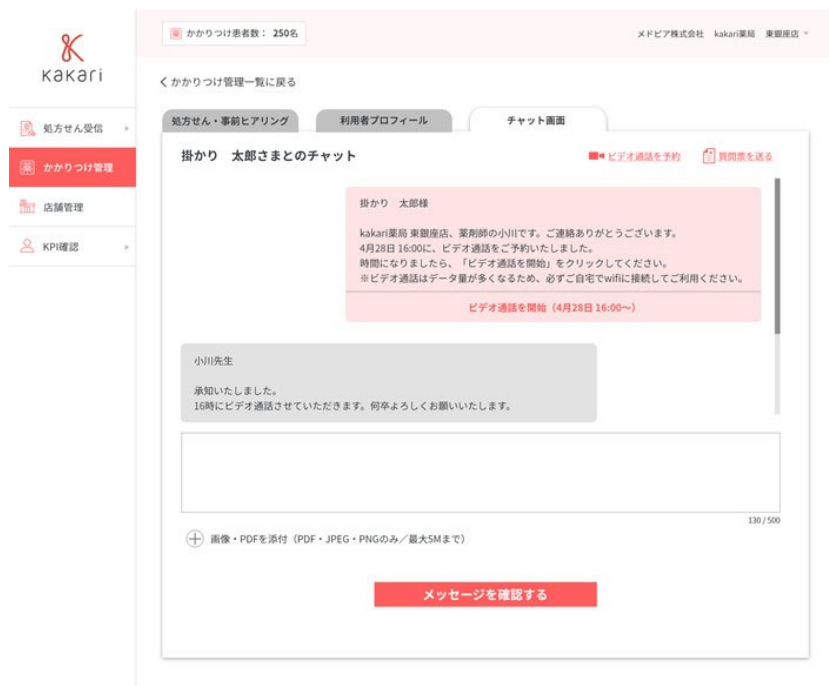 かかりつけ患者数： 250名
メドピア株式会社 kakari薬局 東銀座店
kakari
かかりつけ管理一覧に戻る
処方せん受信
かかりつけ管理
店舗管理
KPI確認
処方せん・事前ヒアリング
利用者プロフィール
チャット画面
掛かり 太郎さまとのチャット
ビデオ通話を予約
質問票を送る
掛かり 太郎様
kakari薬局 東銀座店、薬剤師の小川です。ご連絡ありがとうございます。
4月28日 16:00に、ビデオ通話をご予約いたしました。
時間になりましたら、「ビデオ通話を開始」をクリックしてください。
※ビデオ通話はデータ量が多くなるため、必ずご自宅でwifiに接続してご利用ください。
ビデオ通話を開始（4月28日 16:00〜）
小川先生
承知いたしました。
16時にビデオ通話させていただきます。何卒よろしくお願いいたします。
130 / 500
画像・PDFを添付（PDF・JPEG・PNGのみ／最大5Mまで）
メッセージを確認する